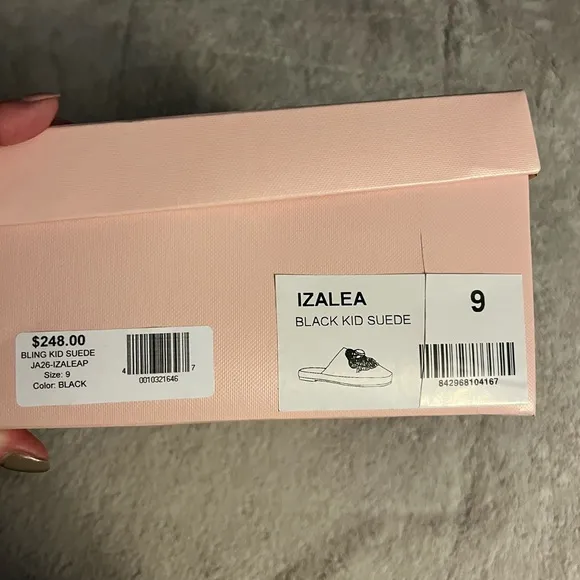 $248.00
BLING KID SUEDE
JA26-IZALEAP
Size: 9
Color: BLACK
4 0010321646 7
IZALEA
BLACK KID SUEDE
9
842968104167